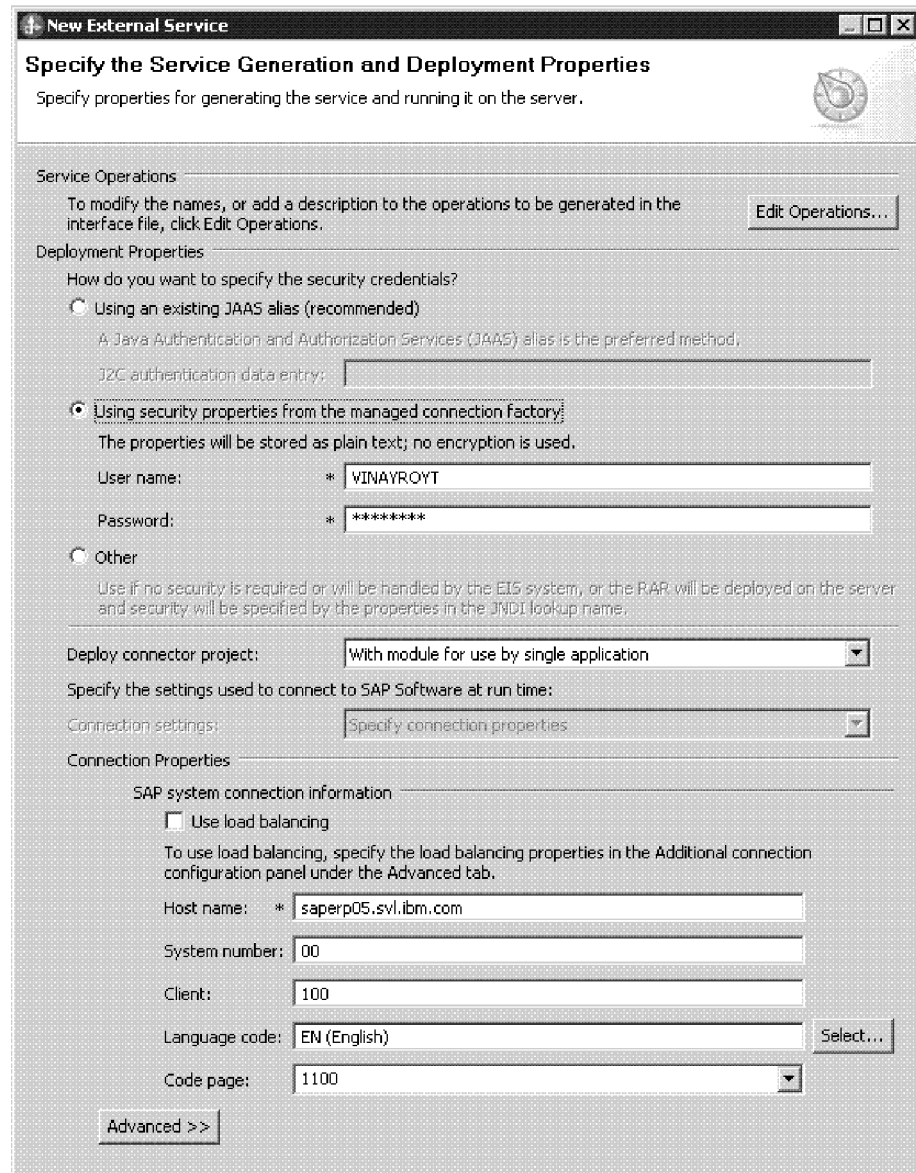 New External Service
Specify the Service Generation and Deployment Properties
Specify properties for generating the service and running it on the server.
Service Operations
To modify the names, or add a description to the operations to be generated in the
interface file, click Edit Operations.
Edit Operations...
Deployment Properties
How do you want to specify the security credentials?
Using an existing JAAS alias (recommended)
A Java Authentication and Authorization Services (JAAS) alias is the preferred method.
J2C authentication data entry:
Using security properties from the managed connection factory
The properties will be stored as plain text; no encryption is used.
User name: * VINAYROYT
Password: * ********
Other
Use if no security is required or will be handled by the EIS system, or the RAR will be deployed on the server
and security will be specified by the properties in the JNDI lookup name.
Deploy connector project: With module for use by single application
Specify the settings used to connect to SAP Software at run time:
Connection settings: Specify connection properties
Connection Properties
SAP system connection information
Use load balancing
To use load balancing, specify the load balancing properties in the Additional connection
configuration panel under the Advanced tab.
Host name: * saperp05.svl.ibm.com
System number: 00
Client: 100
Language code: EN (English) Select...
Code page: 1100
Advanced >>